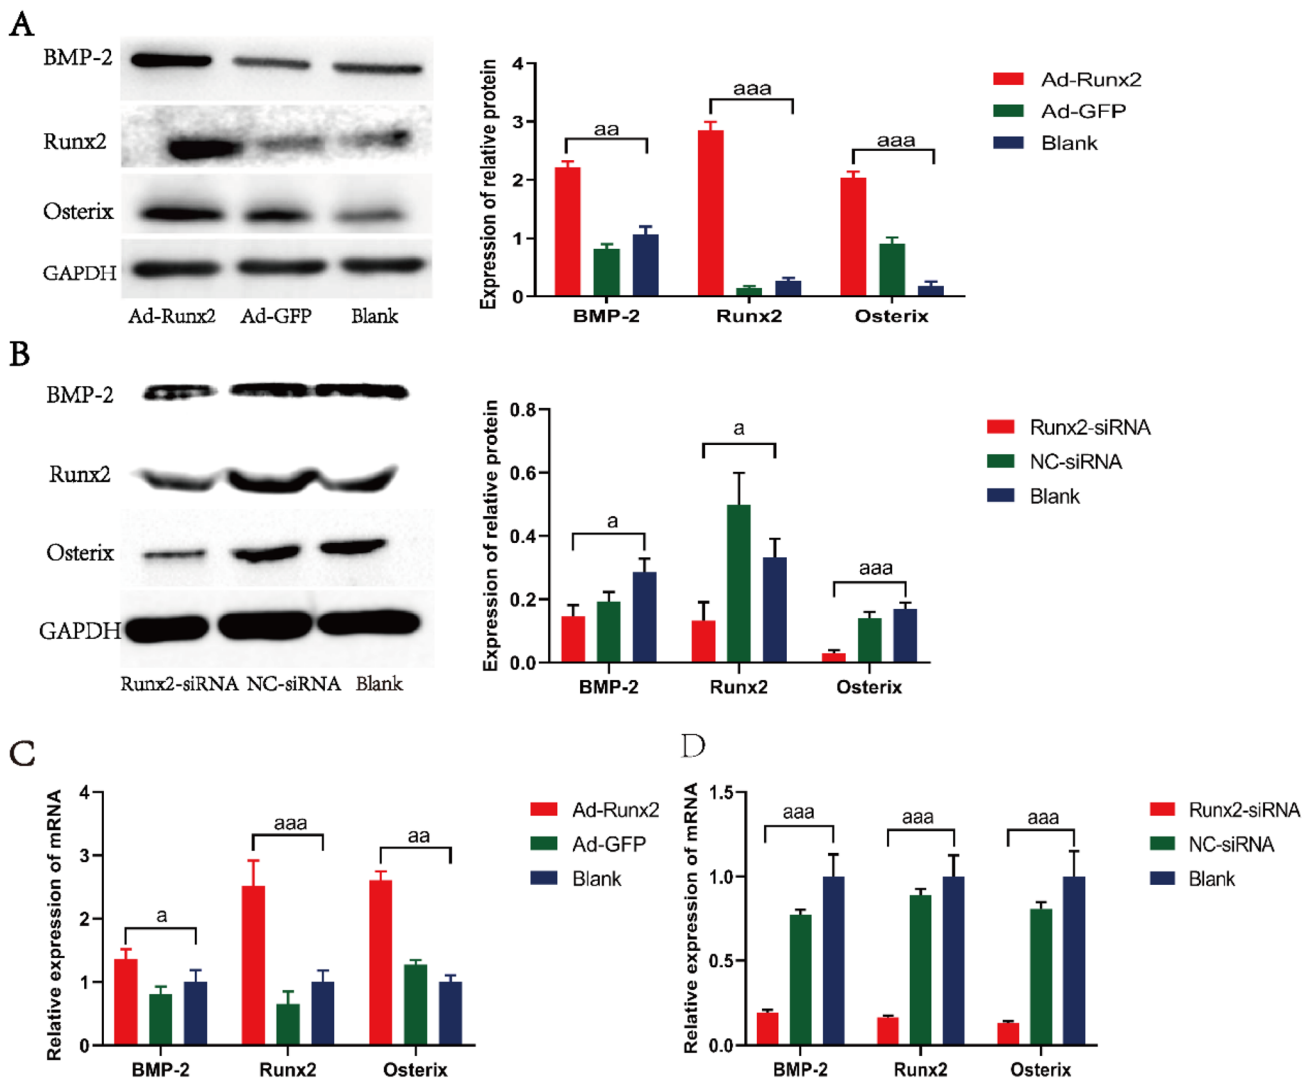 A
BMP-2
Runx2
Osterix
GAPDH
Ad-Runx2 Ad-GFP Blank
Expression of relative protein
4
3
2
1
0
aa
aaa
aaa
BMP-2 Runx2 Osterix
Ad-Runx2
Ad-GFP
Blank
B
BMP-2
Runx2
Osterix
GAPDH
Runx2-siRNA NC-siRNA Blank
Expression of relative protein
0.8
0.6
0.4
0.2
0.0
a
a
aaa
BMP-2 Runx2 Osterix
Runx2-siRNA
NC-siRNA
Blank
C
Relative expression of mRNA
4
3
2
1
0
a
aaa
aa
BMP-2 Runx2 Osterix
Ad-Runx2
Ad-GFP
Blank
D
Relative expression of mRNA
1.5
1.0
0.5
0.0
aaa
aaa
aaa
BMP-2 Runx2 Osterix
Runx2-siRNA
NC-siRNA
Blank